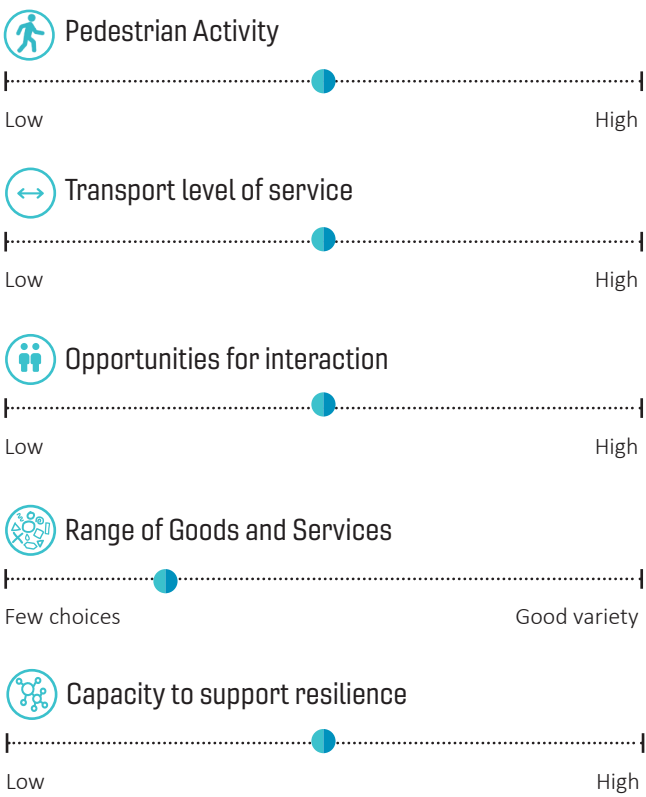 Pedestrian Activity
Low High
Transport level of service
Low High
Opportunities for interaction
Low High
Range of Goods and Services
Few choices Good variety
Capacity to support resilience
Low High